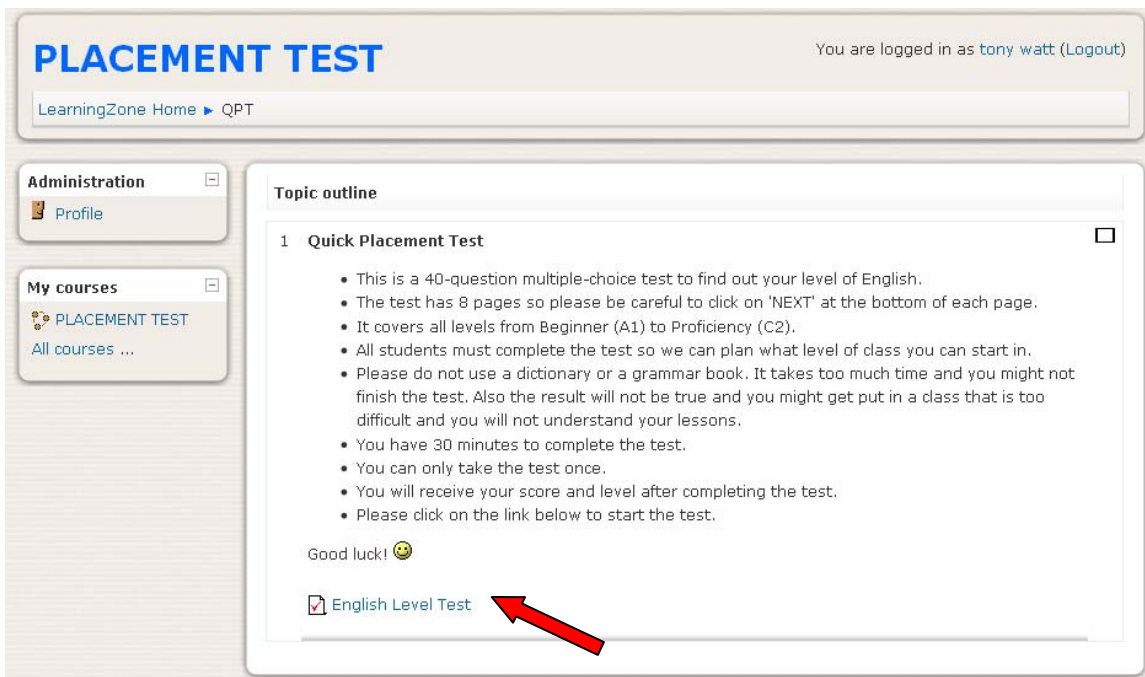 PLACEMENT TEST
You are logged in as tony watt (Logout)
LearningZone Home ► QPT
Administration
Profile
My courses
PLACEMENT TEST
All courses ...
Topic outline
1 Quick Placement Test
• This is a 40-question multiple-choice test to find out your level of English.
• The test has 8 pages so please be careful to click on 'NEXT' at the bottom of each page.
• It covers all levels from Beginner (A1) to Proficiency (C2).
• All students must complete the test so we can plan what level of class you can start in.
• Please do not use a dictionary or a grammar book. It takes too much time and you might not
finish the test. Also the result will not be true and you might get put in a class that is too
difficult and you will not understand your lessons.
• You have 30 minutes to complete the test.
• You can only take the test once.
• You will receive your score and level after completing the test.
• Please click on the link below to start the test.
Good luck!
English Level Test